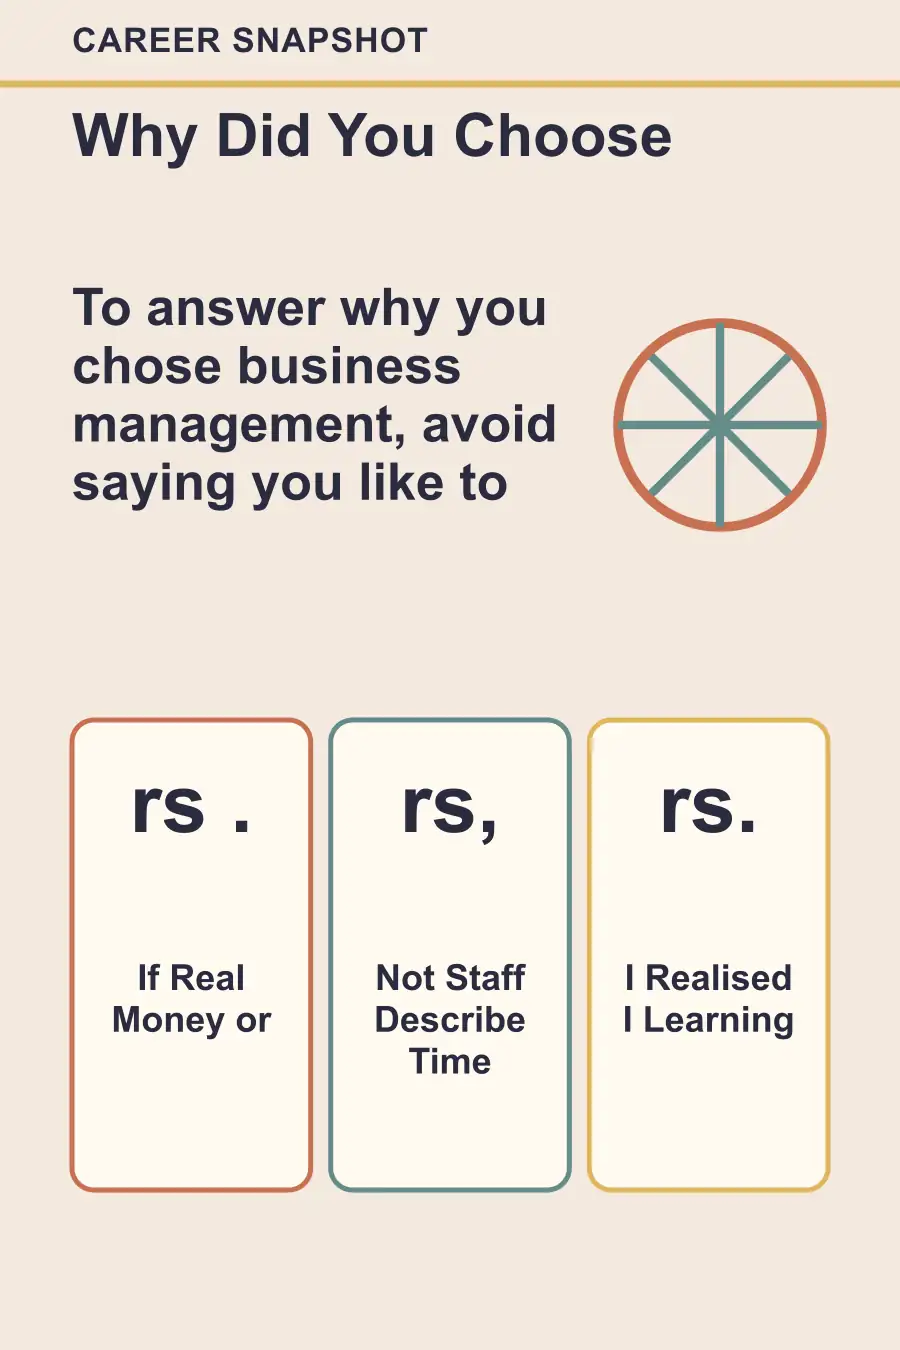 CAREER SNAPSHOT
Why Did You Choose
To answer why you
chose business
management, avoid
saying you like to
rs .
If Real
Money or
rs,
Not Staff
Describe
Time
rs.
I Realised
I Learning